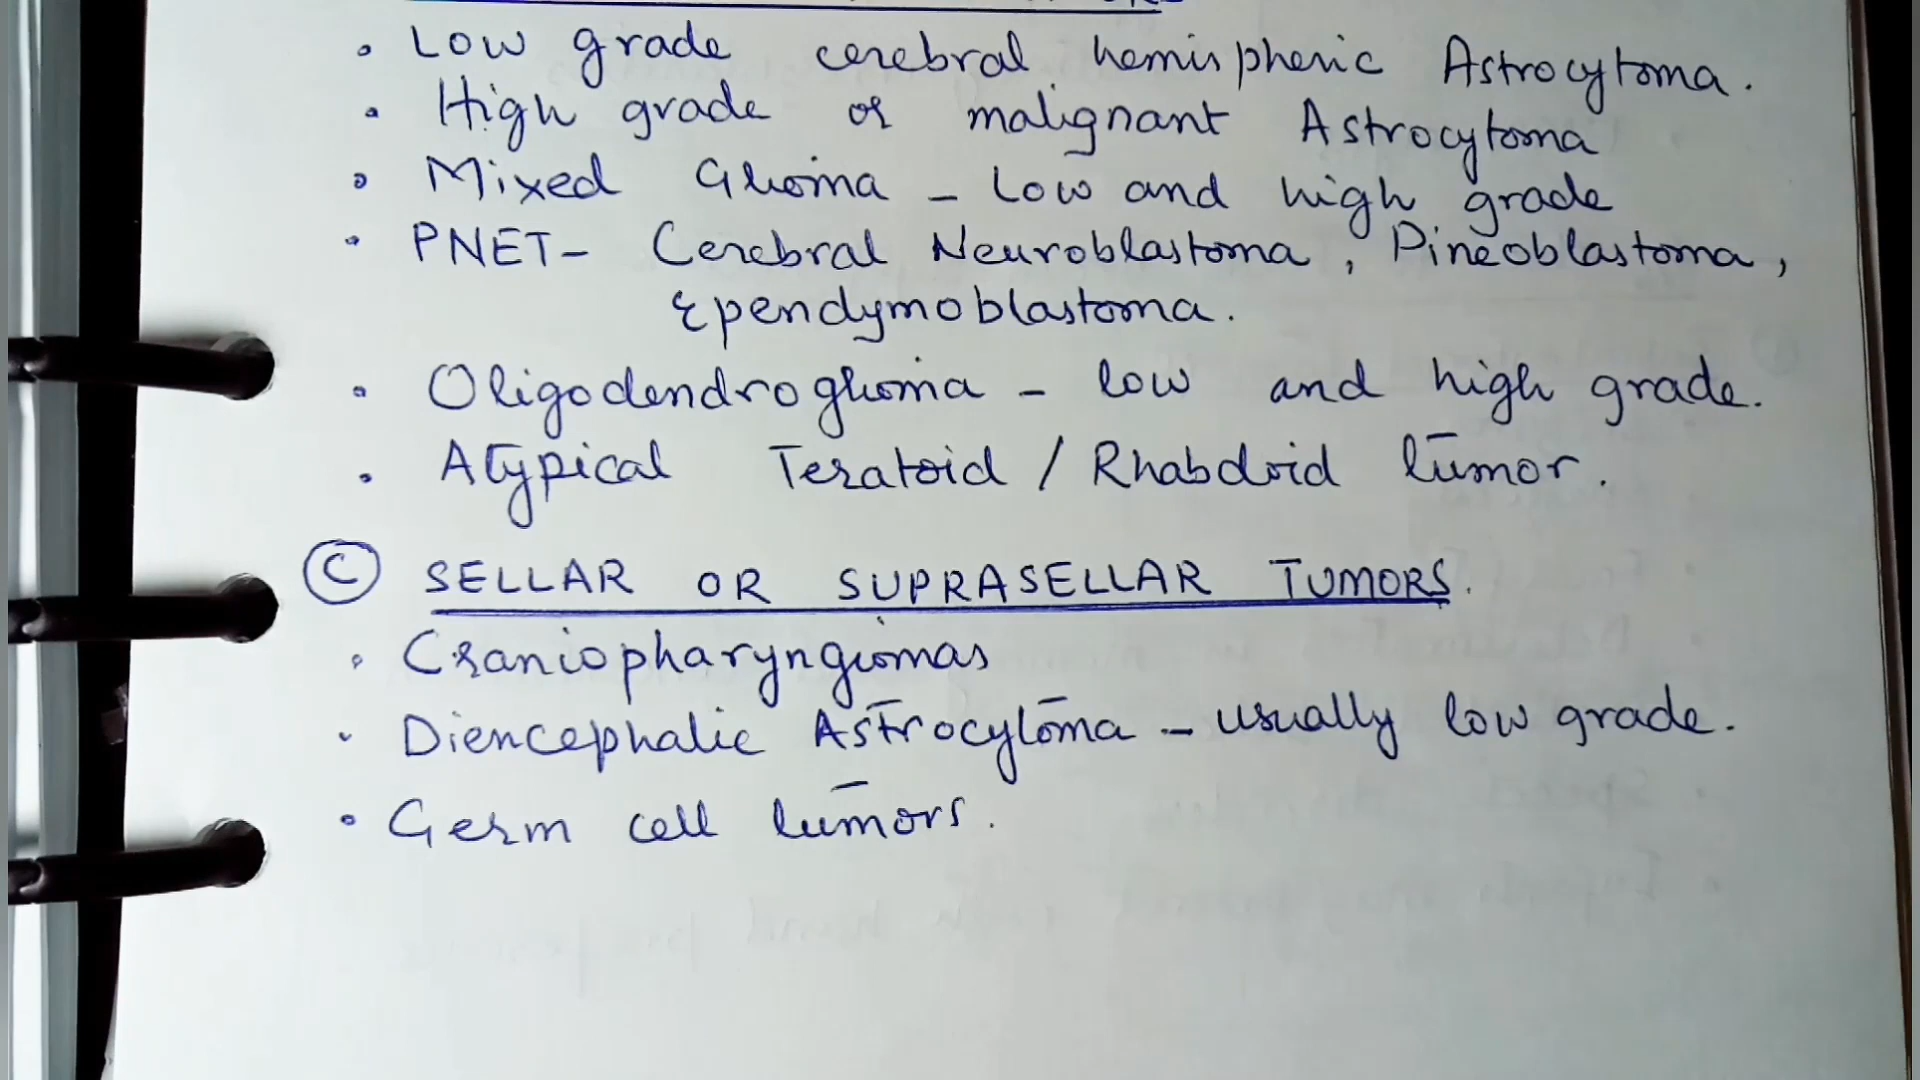 • Low grade cerebral hemispheric Astrocytoma.
• High grade or malignant Astrocytoma
• Mixed Glioma - Low and high grade
• PNET- Cerebral Neuroblastoma, Pineoblastoma,
Ependymoblastoma.
• Oligodendroglioma - low and high grade.
• Atypical Teratoid / Rhabdoid tumor.
Ⓒ SELLAR OR SUPRASELLAR TUMORS.
• Craniopharyngiomas
• Diencephalic Astrocytoma - usually low grade.
• Germ cell tumors.